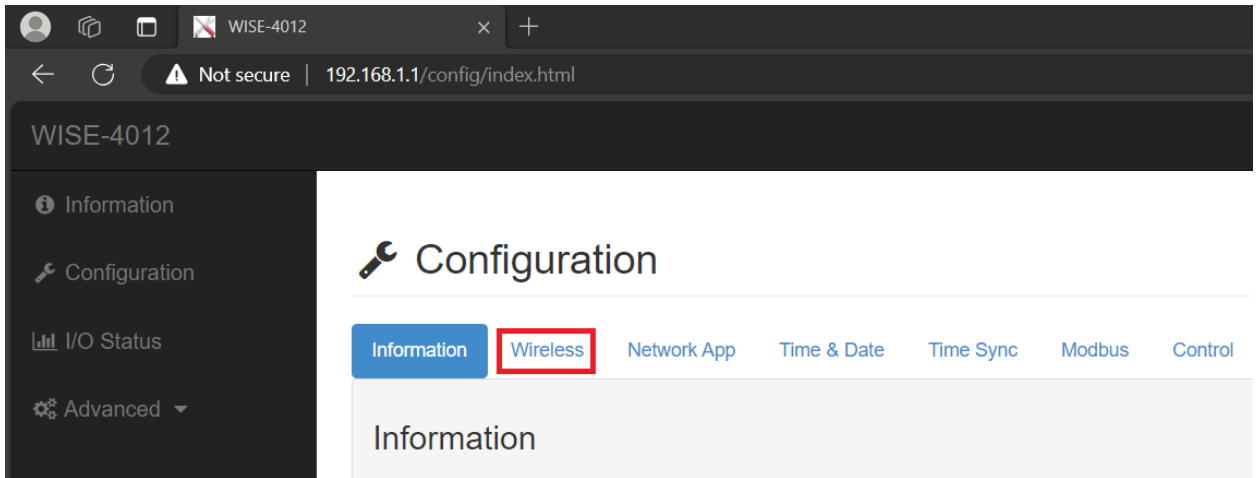 WISE-4012
Not secure | 192.168.1.1/config/index.html
WISE-4012
Information
Configuration
I/O Status
Advanced
Configuration
Information Wireless Network App Time & Date Time Sync Modbus Control
Information